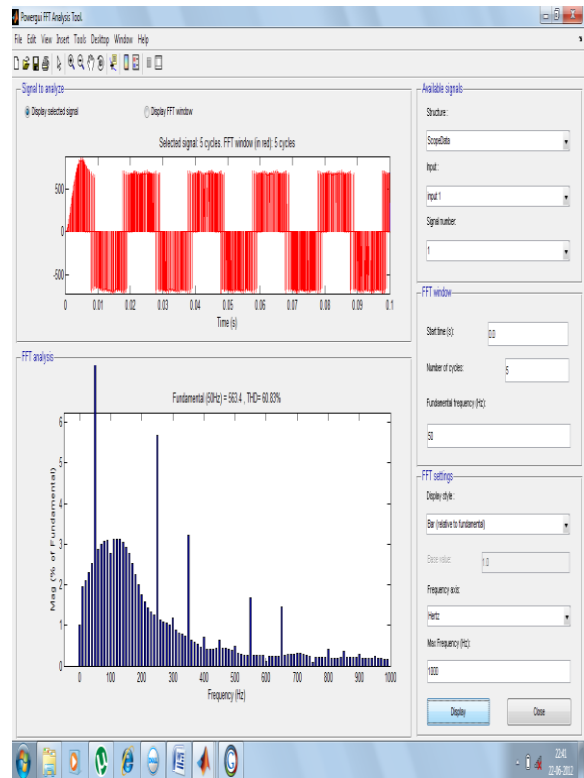 Powergui FFT Analysis Tool.
File Edit View Insert Tools Desktop Window Help
Signal to analyze
Display selected signal
Display FFT window
Selected signal: 5 cycles. FFT window (in red): 5 cycles
500
0
-500
0 0.01 0.02 0.03 0.04 0.05 0.06 0.07 0.08 0.09 0.1
Time (s)
FFT analysis
Fundamental (50Hz) = 563.4 , THD= 60.83%
6
5
4
3
2
1
0
Mag (% of Fundamental)
0 100 200 300 400 500 600 700 800 900 1000
Frequency (Hz)
Available signals
Structure :
ScopeData
Input :
input 1
Signal number:
1
FFT window
Start time (s):
0.0
Number of cycles:
5
Fundamental frequency (Hz):
50
FFT settings
Display style :
Bar (relative to fundamental)
Base value:
1.0
Frequency axis:
Hertz
Max Frequency (Hz):
1000
Display
Close
22:41
22-06-2012